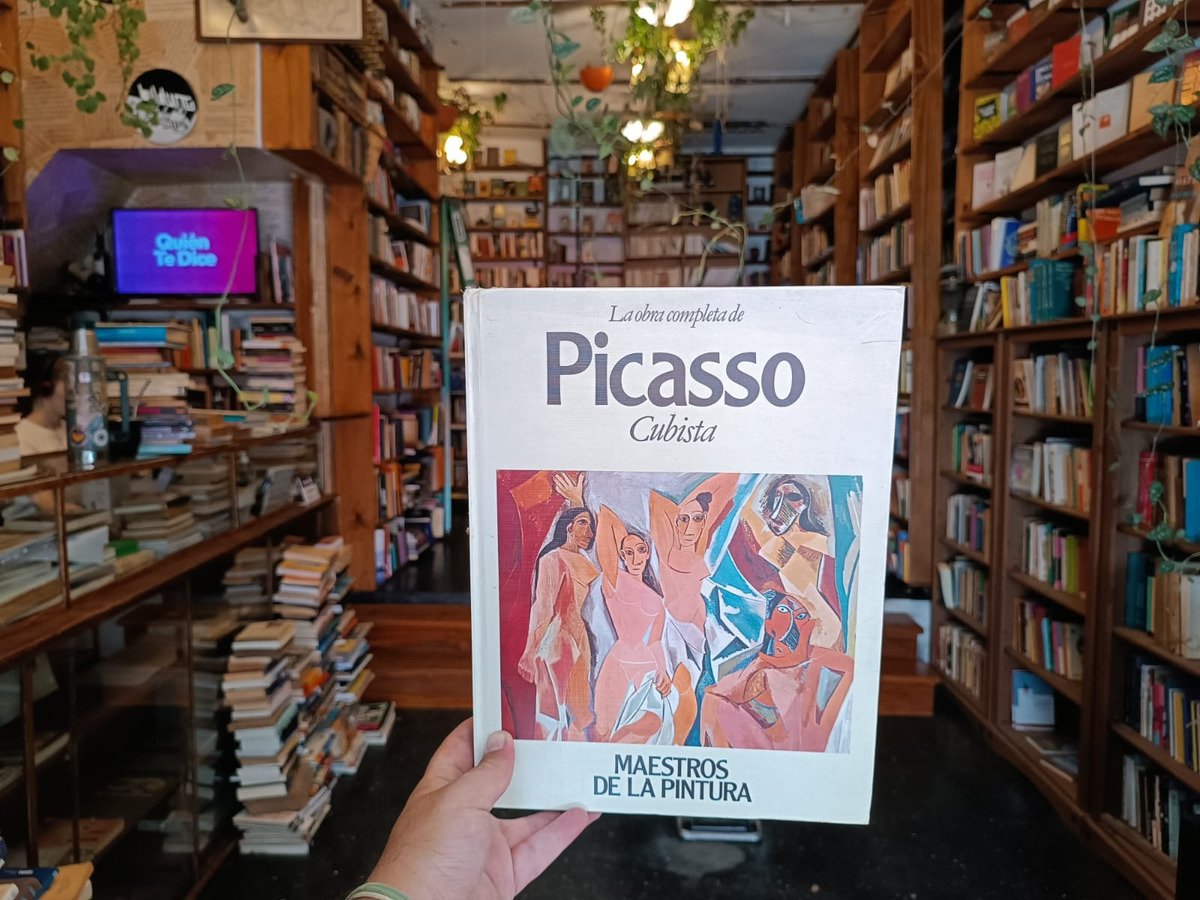 Quién
Te Dice
La obra completa de
Picasso
Cubista
MAESTROS
DE LA PINTURA